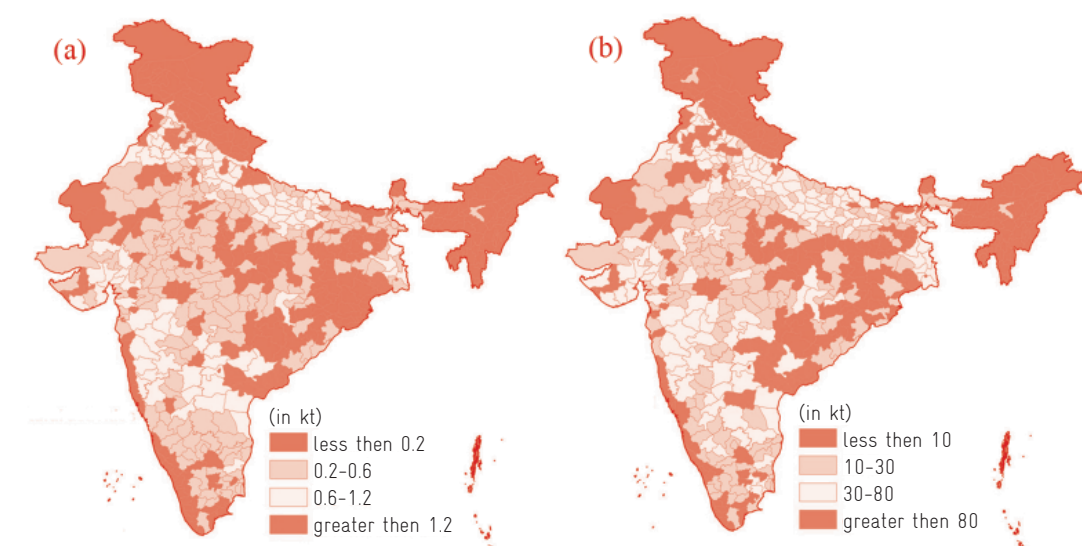 (a)
(in kt)
less then 0.2
0.2-0.6
0.6-1.2
greater then 1.2
(b)
(in kt)
less then 10
10-30
30-80
greater then 80